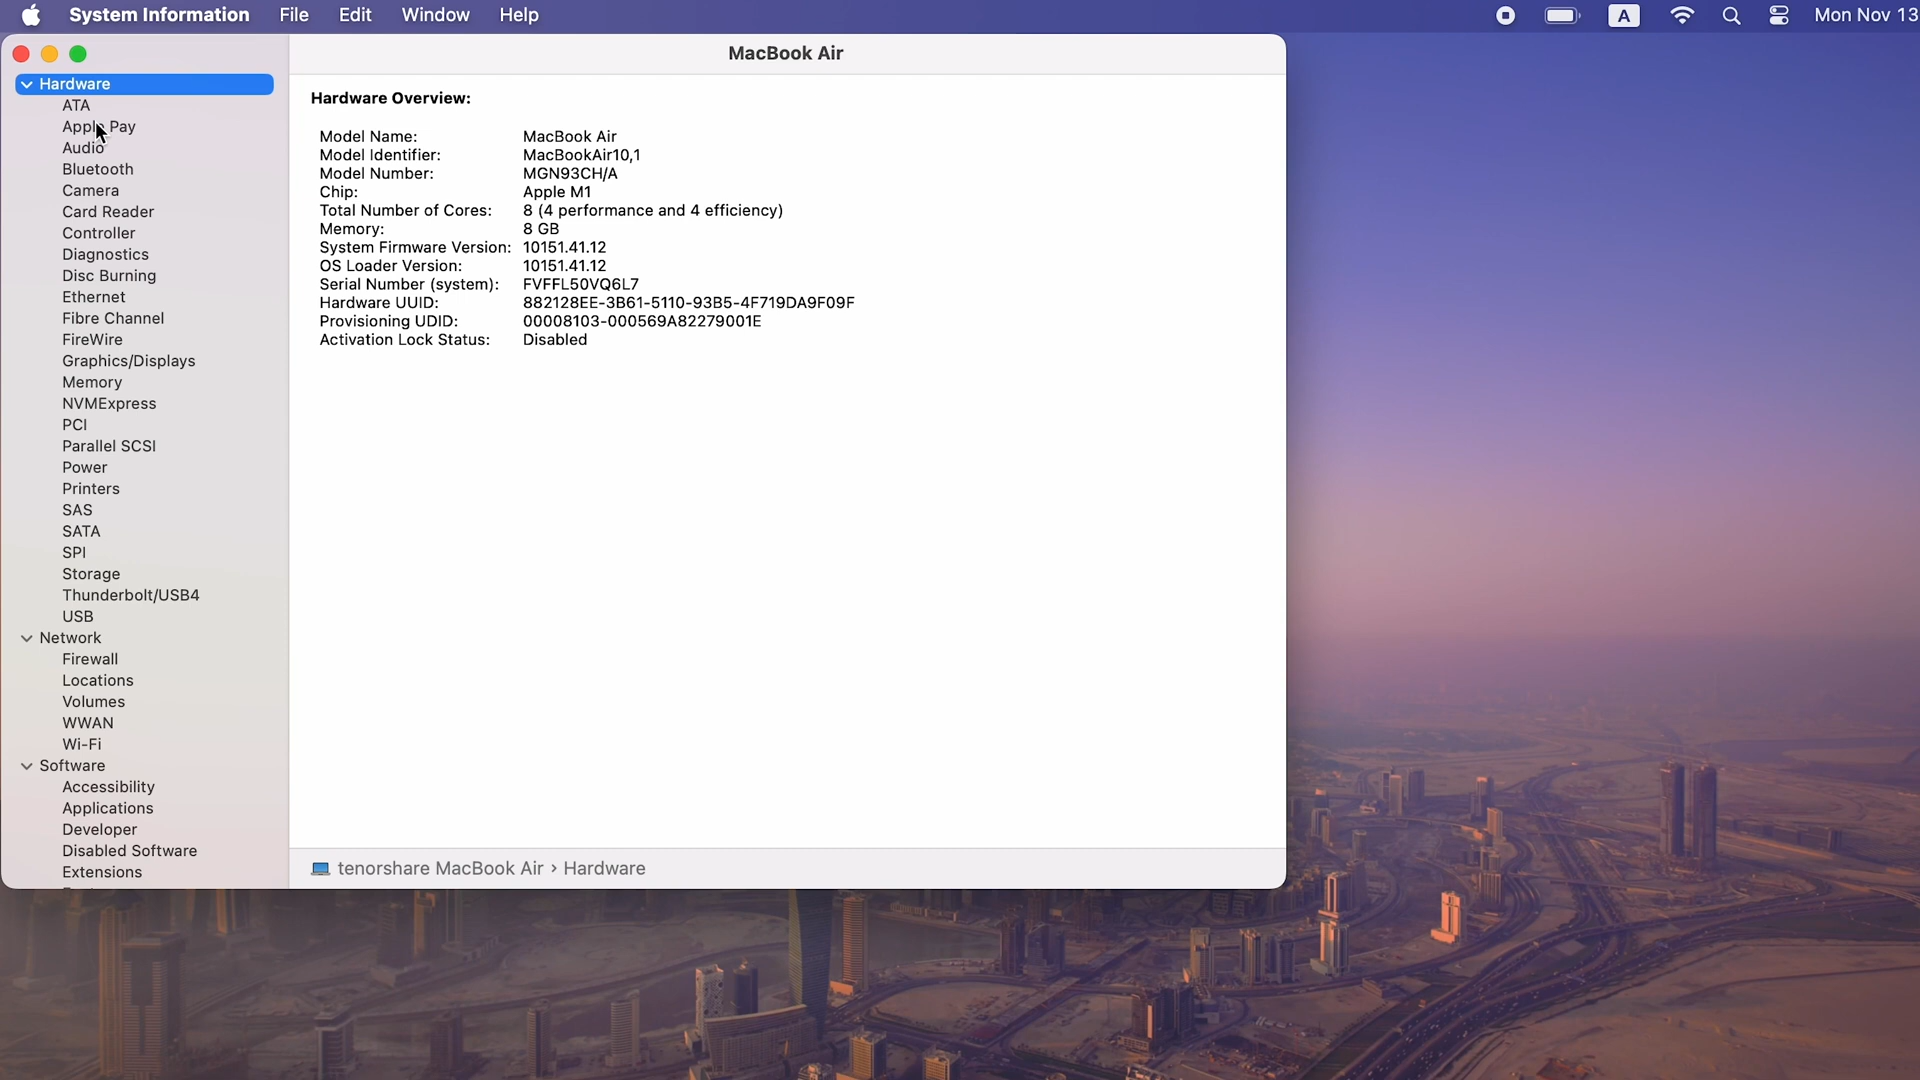 System Information File Edit Window Help A Mon Nov 13
MacBook Air
Hardware
ATA
Apple Pay
Audio
Bluetooth
Camera
Card Reader
Controller
Diagnostics
Disc Burning
Ethernet
Fibre Channel
FireWire
Graphics/Displays
Memory
NVMExpress
PCI
Parallel SCSI
Power
Printers
SAS
SATA
SPI
Storage
Thunderbolt/USB4
USB
Network
Firewall
Locations
Volumes
WWAN
Wi-Fi
Software
Accessibility
Applications
Developer
Disabled Software
Extensions
Hardware Overview:
Model Name: MacBook Air
Model Identifier: MacBookAir10,1
Model Number: MGN93CH/A
Chip: Apple M1
Total Number of Cores: 8 (4 performance and 4 efficiency)
Memory: 8 GB
System Firmware Version: 10151.41.12
OS Loader Version: 10151.41.12
Serial Number (system): FVFFL50VQ6L7
Hardware UUID: 882128EE-3B61-5110-93B5-4F719DA9F09F
Provisioning UDID: 00008103-000569A82279001E
Activation Lock Status: Disabled
tenorshare MacBook Air › Hardware